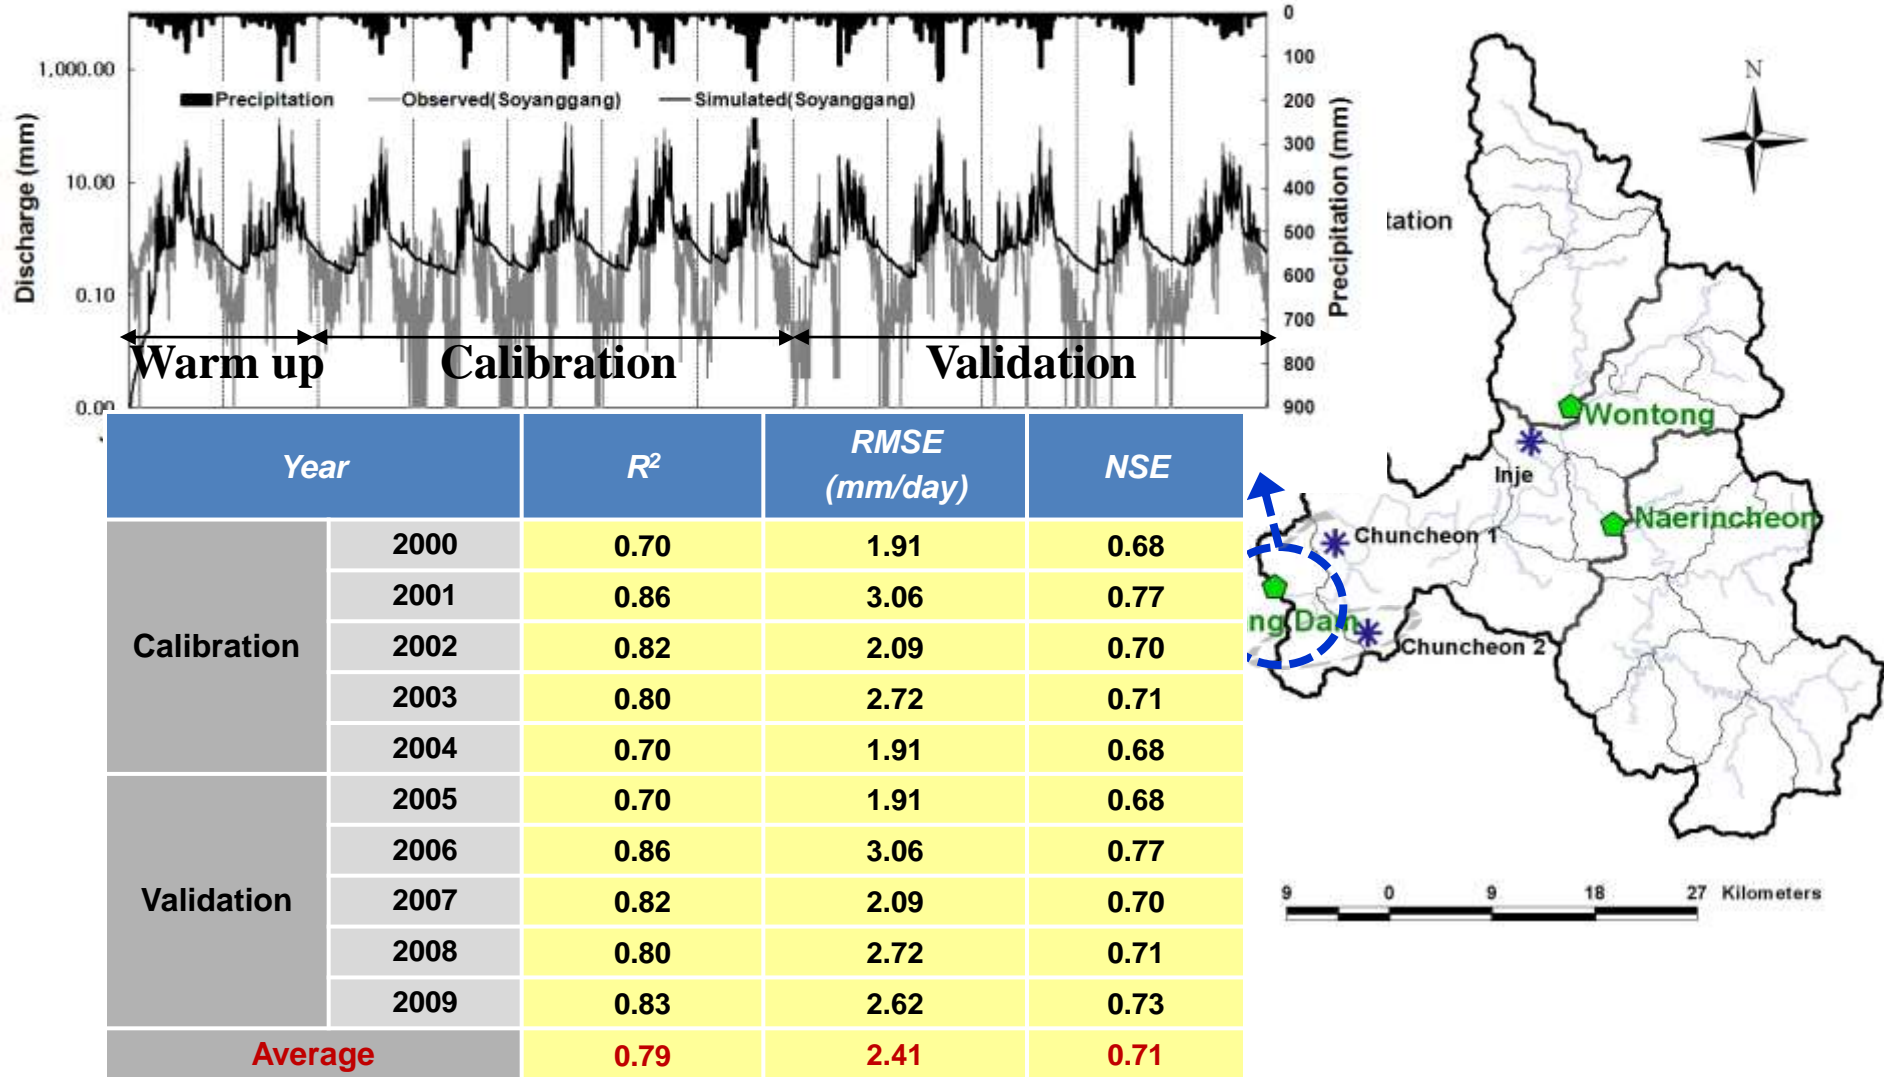 0
100
200
300
400
500
600
700
800
900
Precipitation (mm)
1,000.00
10.00
0.10
0.00
Discharge (mm)
Precipitation
Observed(Soyanggang)
Simulated(Soyanggang)
Warm up
Calibration
Validation
Year R² RMSE (mm/day) NSE
Calibration
2000 0.70 1.91 0.68
2001 0.86 3.06 0.77
2002 0.82 2.09 0.70
2003 0.80 2.72 0.71
2004 0.70 1.91 0.68
Validation
2005 0.70 1.91 0.68
2006 0.86 3.06 0.77
2007 0.82 2.09 0.70
2008 0.80 2.72 0.71
2009 0.83 2.62 0.73
Average 0.79 2.41 0.71
N
tation
Wontong
Inje
Naerincheon
Chuncheon 1
ng Dam
Chuncheon 2
9 0 9 18 27 Kilometers